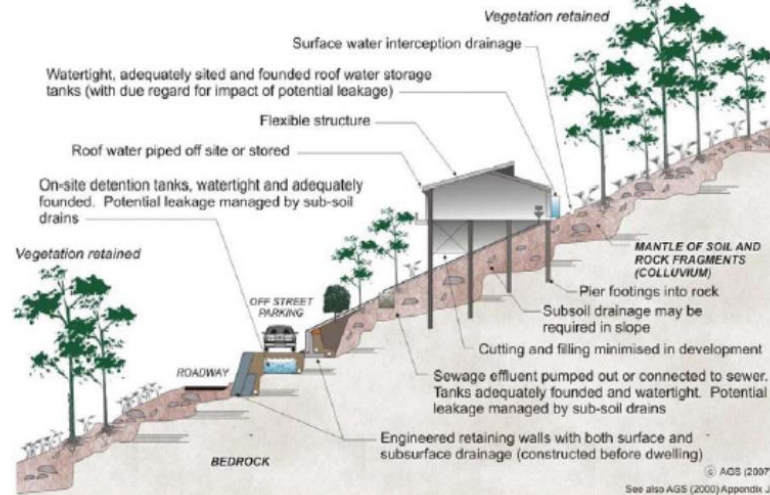 Vegetation retained
Surface water interception drainage
Watertight, adequately sited and founded roof water storage
tanks (with due regard for impact of potential leakage)
Flexible structure
Roof water piped off site or stored
On-site detention tanks, watertight and adequately
founded. Potential leakage managed by sub-soil
drains
Vegetation retained
MANTLE OF SOIL AND
ROCK FRAGMENTS
(COLLUVIUM)
Pier footings into rock
OFF STREET
PARKING
Subsoil drainage may be
required in slope
Cutting and filling minimised in development
ROADWAY
Sewage effluent pumped out or connected to sewer.
Tanks adequately founded and watertight. Potential
leakage managed by sub-soil drains
Engineered retaining walls with both surface and
subsurface drainage (constructed before dwelling)
BEDROCK
© AGS (2007)
See also AGS (2000) Appendix J